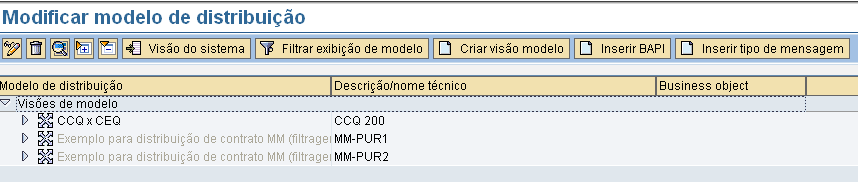 Modificar modelo de distribuição
Visão do sistema Filtrar exibição de modelo Criar visão modelo Inserir BAPI Inserir tipo de mensagem
Modelo de distribuição Descrição/nome técnico Business object
Visões de modelo
CCQ x CEQ CCQ 200
Exemplo para distribuição de contrato MM (filtrage MM-PUR1
Exemplo para distribuição de contrato MM (filtrage MM-PUR2